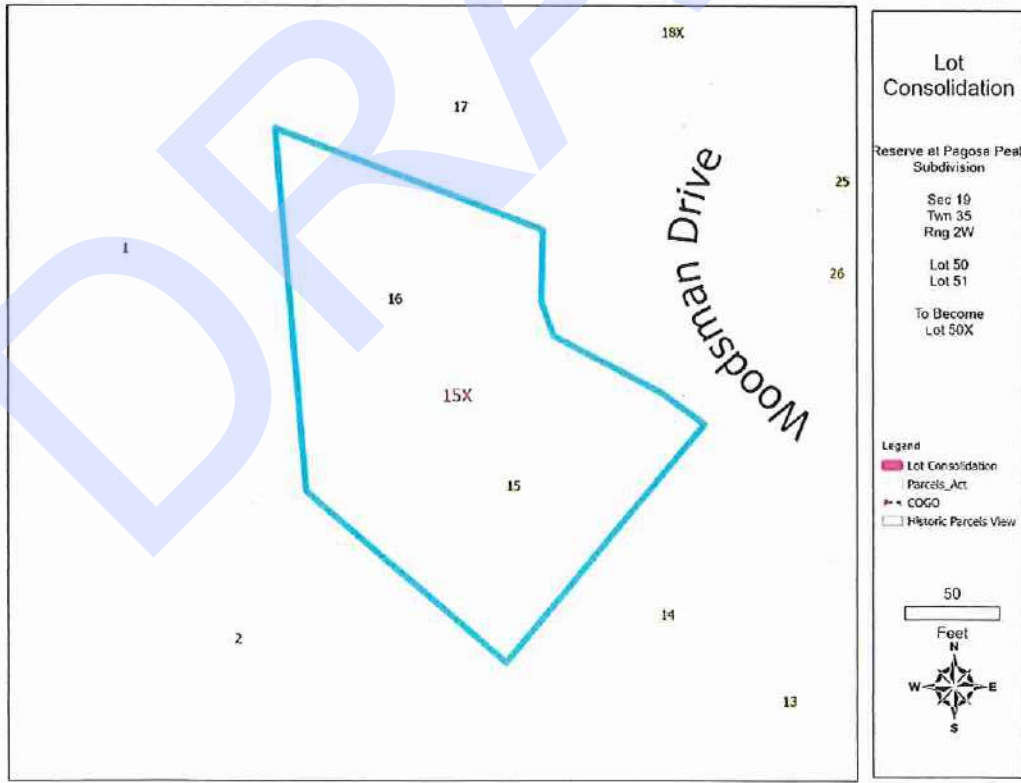 18X
17
Woodsman Drive
25
1
26
16
15X
15
14
2
13
Lot
Consolidation
Reserve at Pagosa Peak
Subdivision
Sec 19
Twn 35
Rng 2W
Lot 50
Lot 51
To Become
Lot 50X
Legend
Lot Consolidation
Parcels_Act
COGO
Historic Parcels View
50
Feet
N
W
E
S
DRA